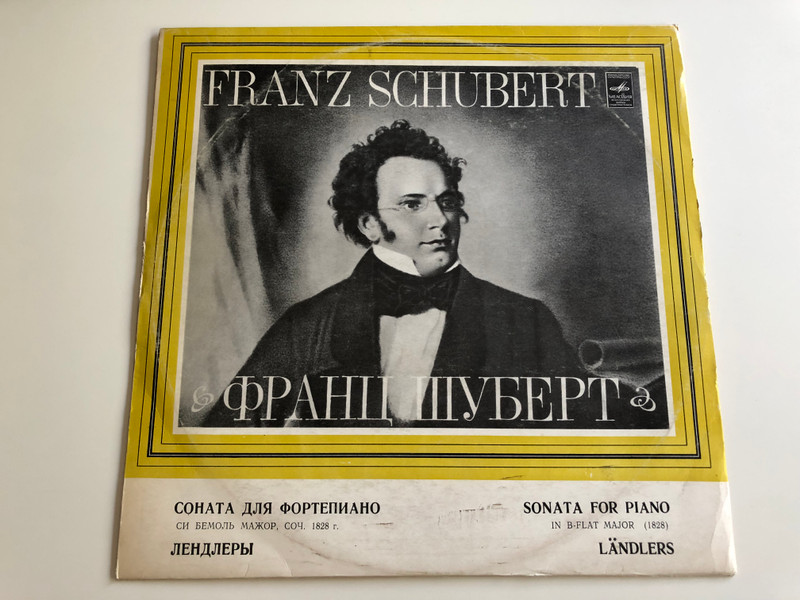 FRANZ SCHUBERT
ФРАНЦ ШУБЕРТ
СОНАТА ДЛЯ ФОРТЕПИАНО
СИ БЕМОЛЬ МАЖОР, СОЧ. 1828 г.
ЛЕНДЛЕРЫ
SONATA FOR PIANO
IN B-FLAT MAJOR (1828)
LÄNDLERS